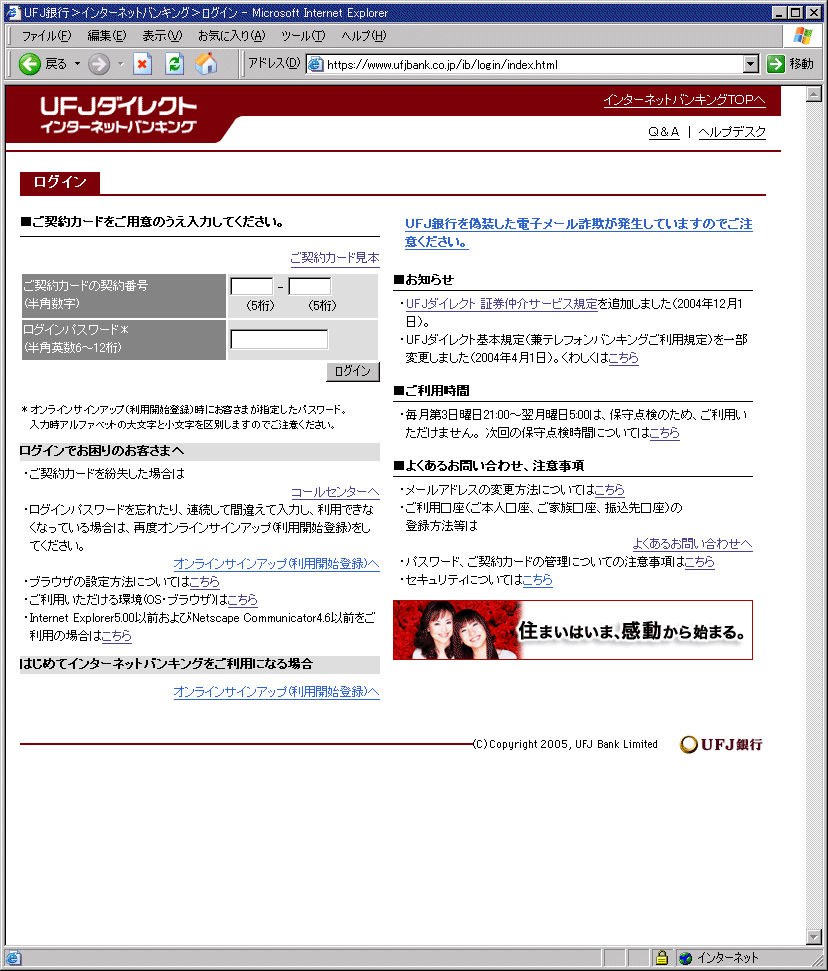 UFJ銀行＞インターネットバンキング＞ログイン - Microsoft Internet Explorer
ファイル(F) 編集(E) 表示(V) お気に入り(A) ツール(T) ヘルプ(H)
戻る アドレス(D) https://www.ufjbank.co.jp/ib/login/index.html 移動
UFJダイレクト
インターネットバンキング
インターネットバンキングTOPへ
Q&A | ヘルプデスク
ログイン
■ご契約カードをご用意のうえ入力してください。
ご契約カード見本
ご契約カードの契約番号
(半角数字)
-
(5桁) (5桁)
ログインパスワード＊
(半角英数6～12桁)
ログイン
＊オンラインサインアップ(利用開始登録)時にお客さまが指定したパスワード。
入力時アルファベットの大文字と小文字を区別しますのでご注意ください。
ログインでお困りのお客さまへ
・ご契約カードを紛失した場合は
コールセンターへ
・ログインパスワードを忘れたり、連続して間違えて入力し、利用できな
くなっている場合は、再度オンラインサインアップ(利用開始登録)をし
てください。
オンラインサインアップ(利用開始登録)へ
・ブラウザの設定方法についてはこちら
・ご利用いただける環境(OS・ブラウザ)はこちら
・Internet Explorer5.00以前およびNetscape Communicator4.6以前をご
利用の場合はこちら
はじめてインターネットバンキングをご利用になる場合
オンラインサインアップ(利用開始登録)へ
UFJ銀行を偽装した電子メール詐欺が発生していますのでご注
意ください。
■お知らせ
・UFJダイレクト 証券仲介サービス規定を追加しました(2004年12月1
日)。
・UFJダイレクト基本規定(兼テレフォンバンキングご利用規定)を一部
変更しました(2004年4月1日)。くわしくはこちら
■ご利用時間
・毎月第3日曜日21:00～翌月曜日5:00は、保守点検のため、ご利用い
ただけません。 次回の保守点検時間についてはこちら
■よくあるお問い合わせ、注意事項
・メールアドレスの変更方法についてはこちら
・ご利用口座(ご本人口座、ご家族口座、振込先口座)の
登録方法等は
よくあるお問い合わせへ
・パスワード、ご契約カードの管理についての注意事項はこちら
・セキュリティについてはこちら
住まいはいま、感動から始まる。
(C)Copyright 2005, UFJ Bank Limited
UFJ銀行
インターネット